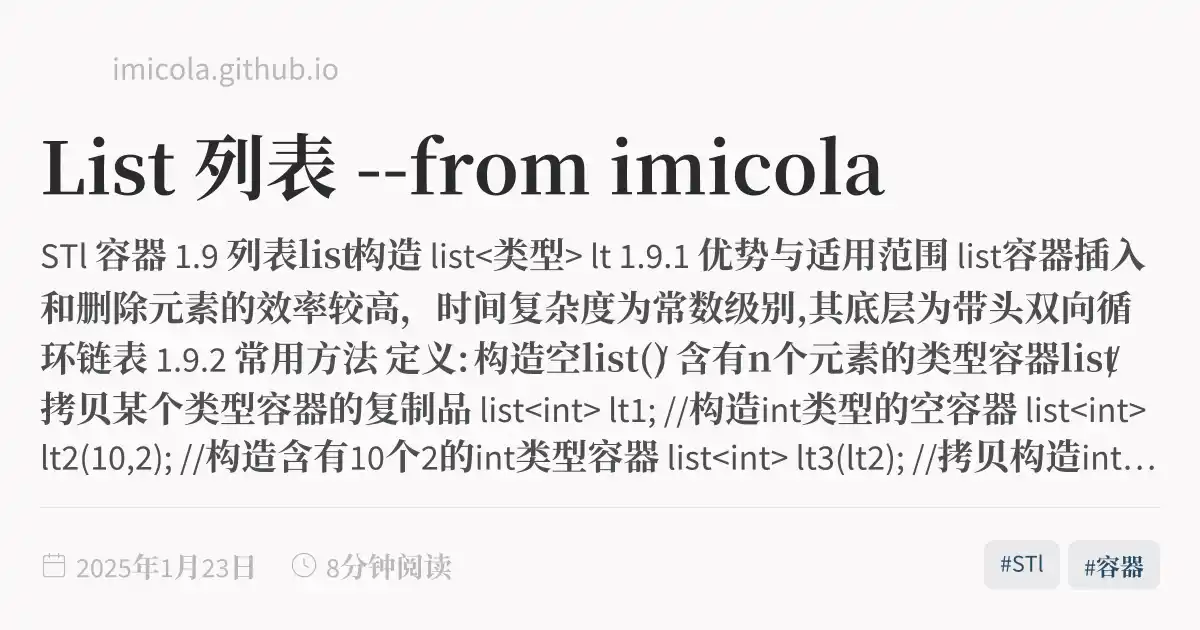 imicola.github.io
List 列表 --from imicola
STl 容器 1.9 列表list构造 list<类型> lt 1.9.1 优势与适用范围 list容器插入
和删除元素的效率较高，时间复杂度为常数级别,其底层为带头双向循
环链表 1.9.2 常用方法 定义: 构造空list()/ 含有n个元素的类型容器list/
拷贝某个类型容器的复制品 list<int> lt1; //构造int类型的空容器 list<int>
lt2(10,2); //构造含有10个2的int类型容器 list<int> lt3(lt2); //拷贝构造int…
2025年1月23日 8分钟阅读 #STl #容器